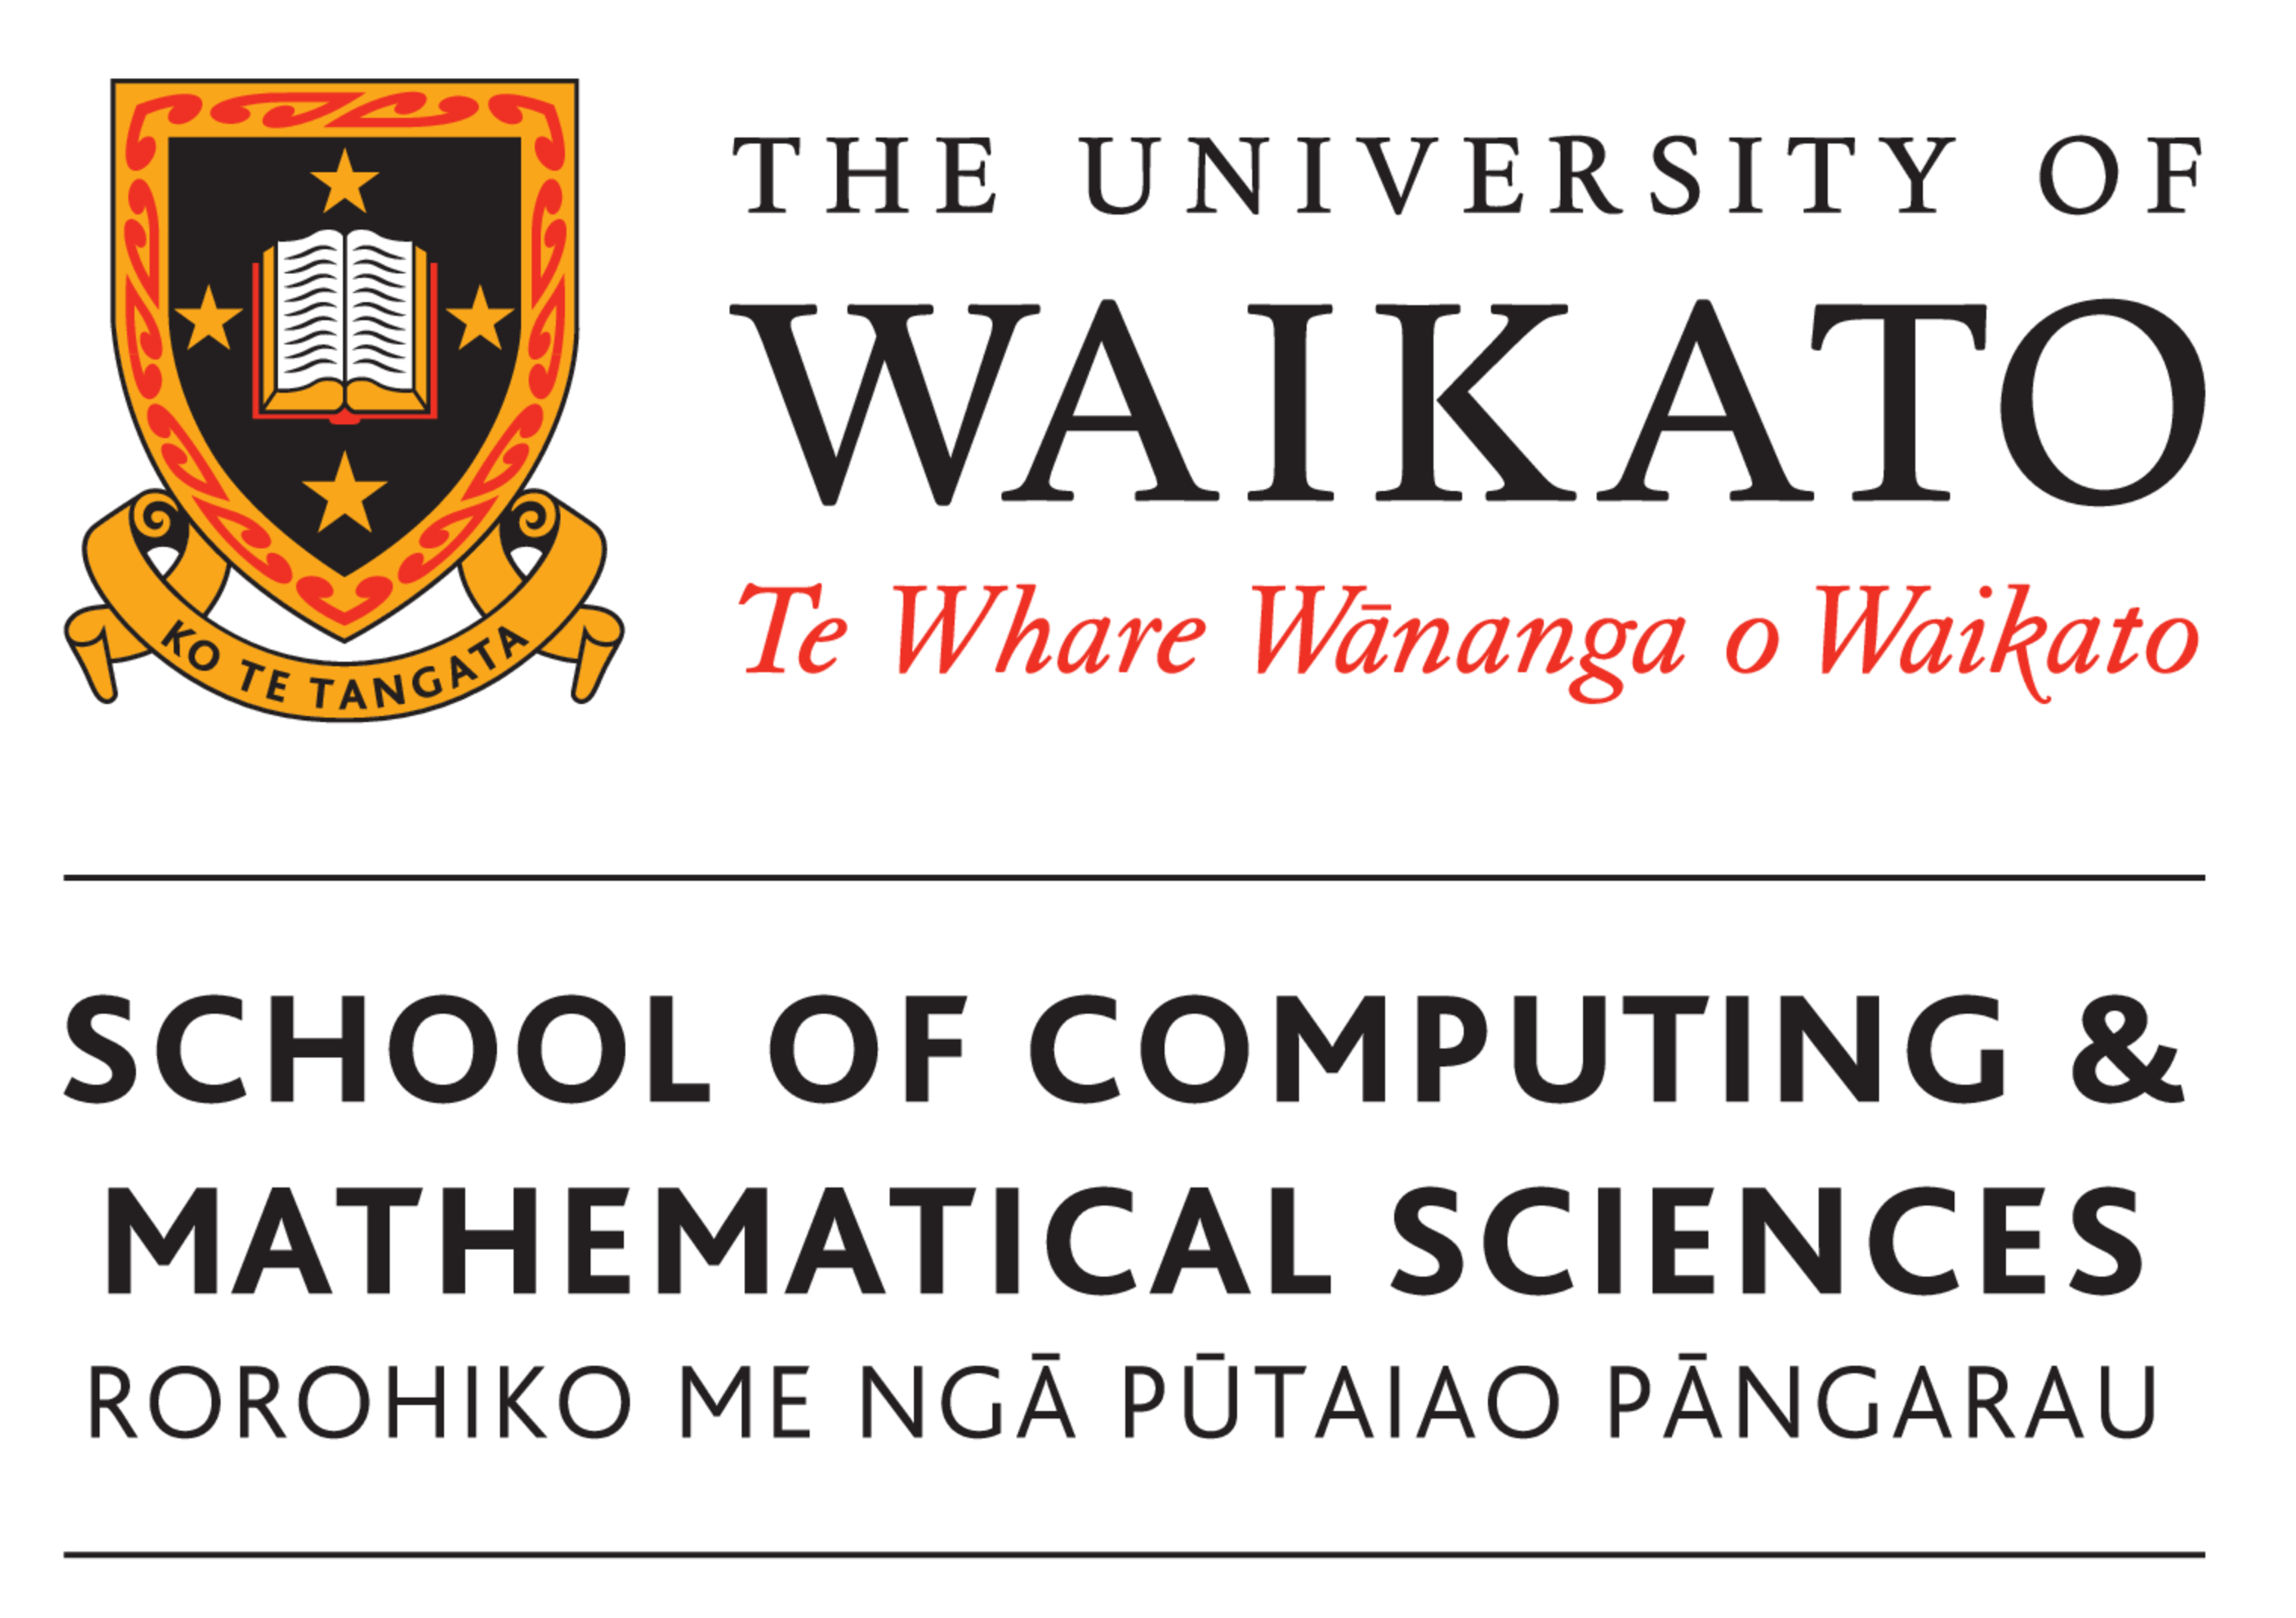 THE UNIVERSITY OF
WAIKATO
Te Whare Wānanga o Waikato
KO TE TANGATA
SCHOOL OF COMPUTING &
MATHEMATICAL SCIENCES
ROROHIKO ME NGĀ PŪTAIAO PĀNGARAU